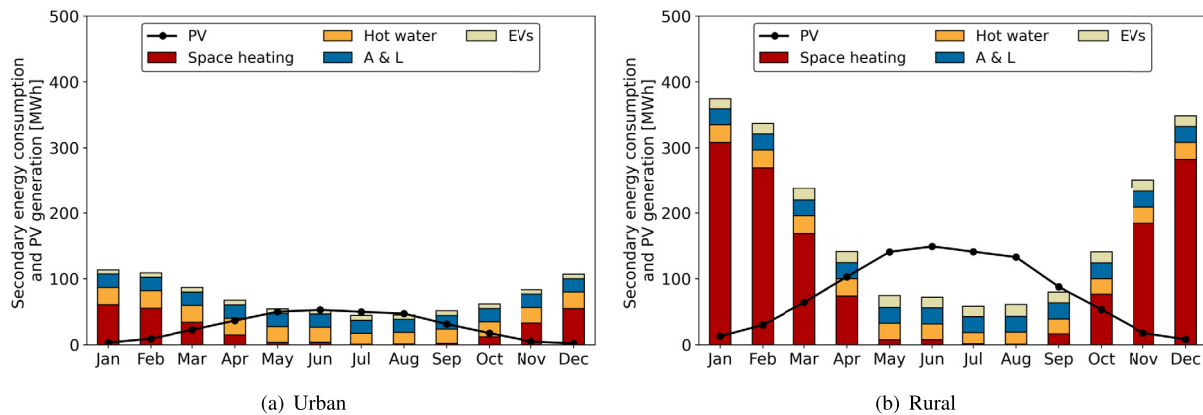 500
400
300
200
100
0
Secondary energy consumption
and PV generation [MWh]
PV
Space heating
Hot water
A & L
EVs
Jan Feb Mar Apr May Jun Jul Aug Sep Oct Nov Dec
(a) Urban
500
400
300
200
100
0
Secondary energy consumption
and PV generation [MWh]
PV
Space heating
Hot water
A & L
EVs
Jan Feb Mar Apr May Jun Jul Aug Sep Oct Nov Dec
(b) Rural